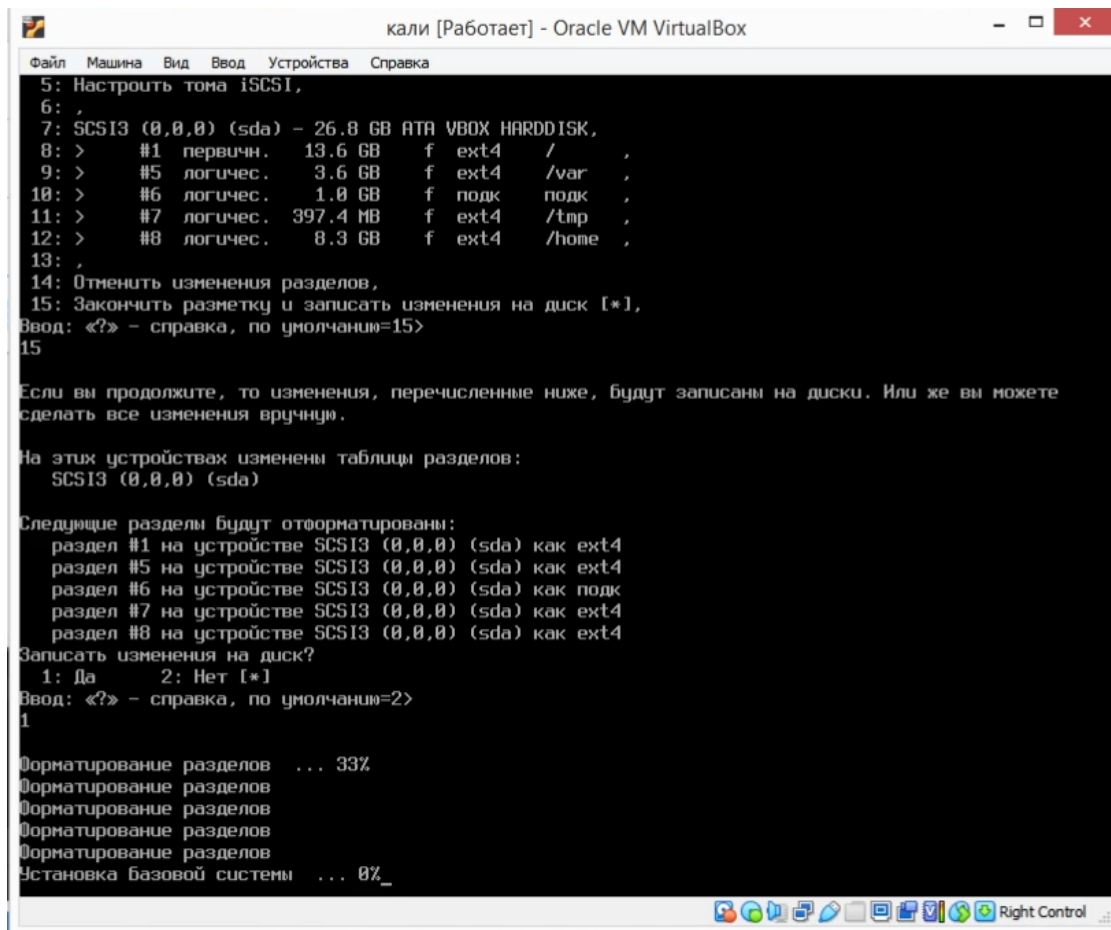 кали [Работает] - Oracle VM VirtualBox
Файл Машина Вид Ввод Устройства Справка
5: Настроить тома iSCSI,
6: ,
7: SCSI3 (0,0,0) (sda) - 26.8 GB ATA VBOX HARDDISK,
8: > #1 первичн. 13.6 GB f ext4 / ,
9: > #5 логичес. 3.6 GB f ext4 /var ,
10: > #6 логичес. 1.0 GB f подк подк ,
11: > #7 логичес. 397.4 MB f ext4 /tmp ,
12: > #8 логичес. 8.3 GB f ext4 /home ,
13: ,
14: Отменить изменения разделов,
15: Закончить разметку и записать изменения на диск [*],
Ввод: «?» - справка, по умолчанию=15>
15
Если вы продолжите, то изменения, перечисленные ниже, будут записаны на диски. Или же вы можете
сделать все изменения вручную.
На этих устройствах изменены таблицы разделов:
SCSI3 (0,0,0) (sda)
Следующие разделы будут отформатированы:
раздел #1 на устройстве SCSI3 (0,0,0) (sda) как ext4
раздел #5 на устройстве SCSI3 (0,0,0) (sda) как ext4
раздел #6 на устройстве SCSI3 (0,0,0) (sda) как подк
раздел #7 на устройстве SCSI3 (0,0,0) (sda) как ext4
раздел #8 на устройстве SCSI3 (0,0,0) (sda) как ext4
Записать изменения на диск?
1: Да 2: Нет [*]
Ввод: «?» - справка, по умолчанию=2>
1
Форматирование разделов ... 33%
Форматирование разделов
Форматирование разделов
Форматирование разделов
Форматирование разделов
Установка базовой системы ... 0%_
Right Control